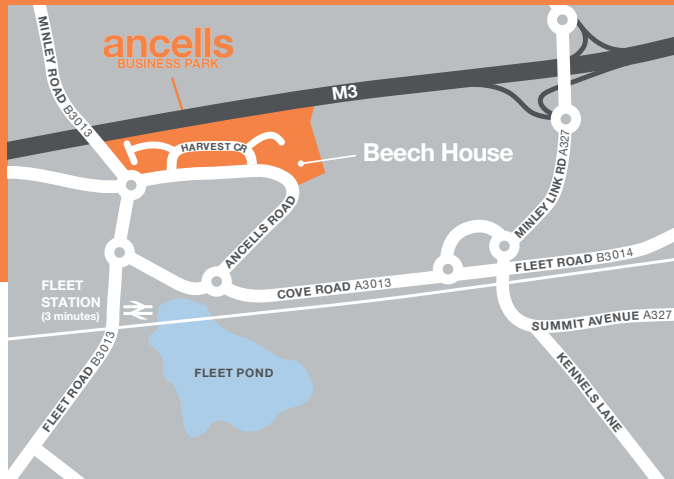 MINLEY ROAD B3013
ancells
BUSINESS PARK
M3
HARVEST CR
Beech House
MINLEY LINK RD A327
ANCELLS ROAD
FLEET ROAD B3014
COVE ROAD A3013
FLEET
STATION
(3 minutes)
SUMMIT AVENUE A327
FLEET ROAD B3013
FLEET POND
KENNELS LANE